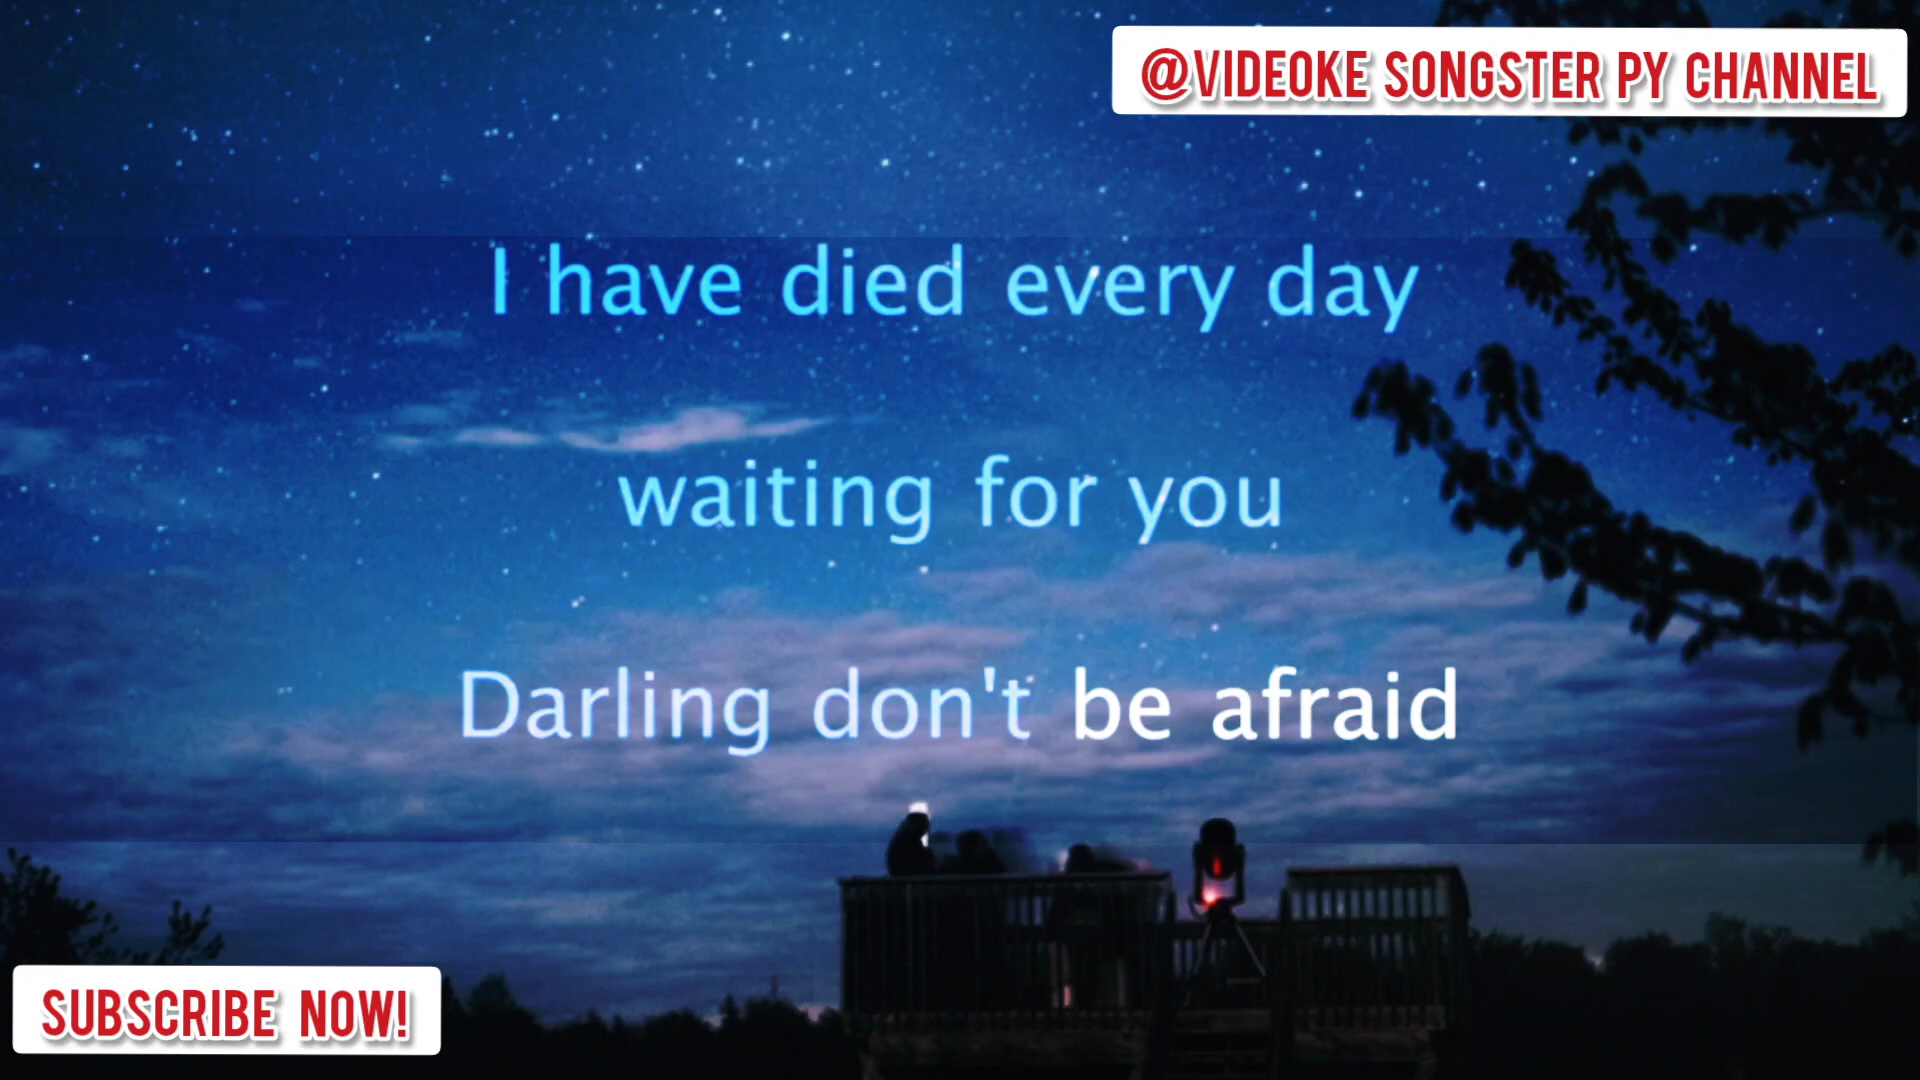 @VIDEOKE SONGSTER PY CHANNEL
I have died every day
waiting for you
Darling don't be afraid
SUBSCRIBE NOW!